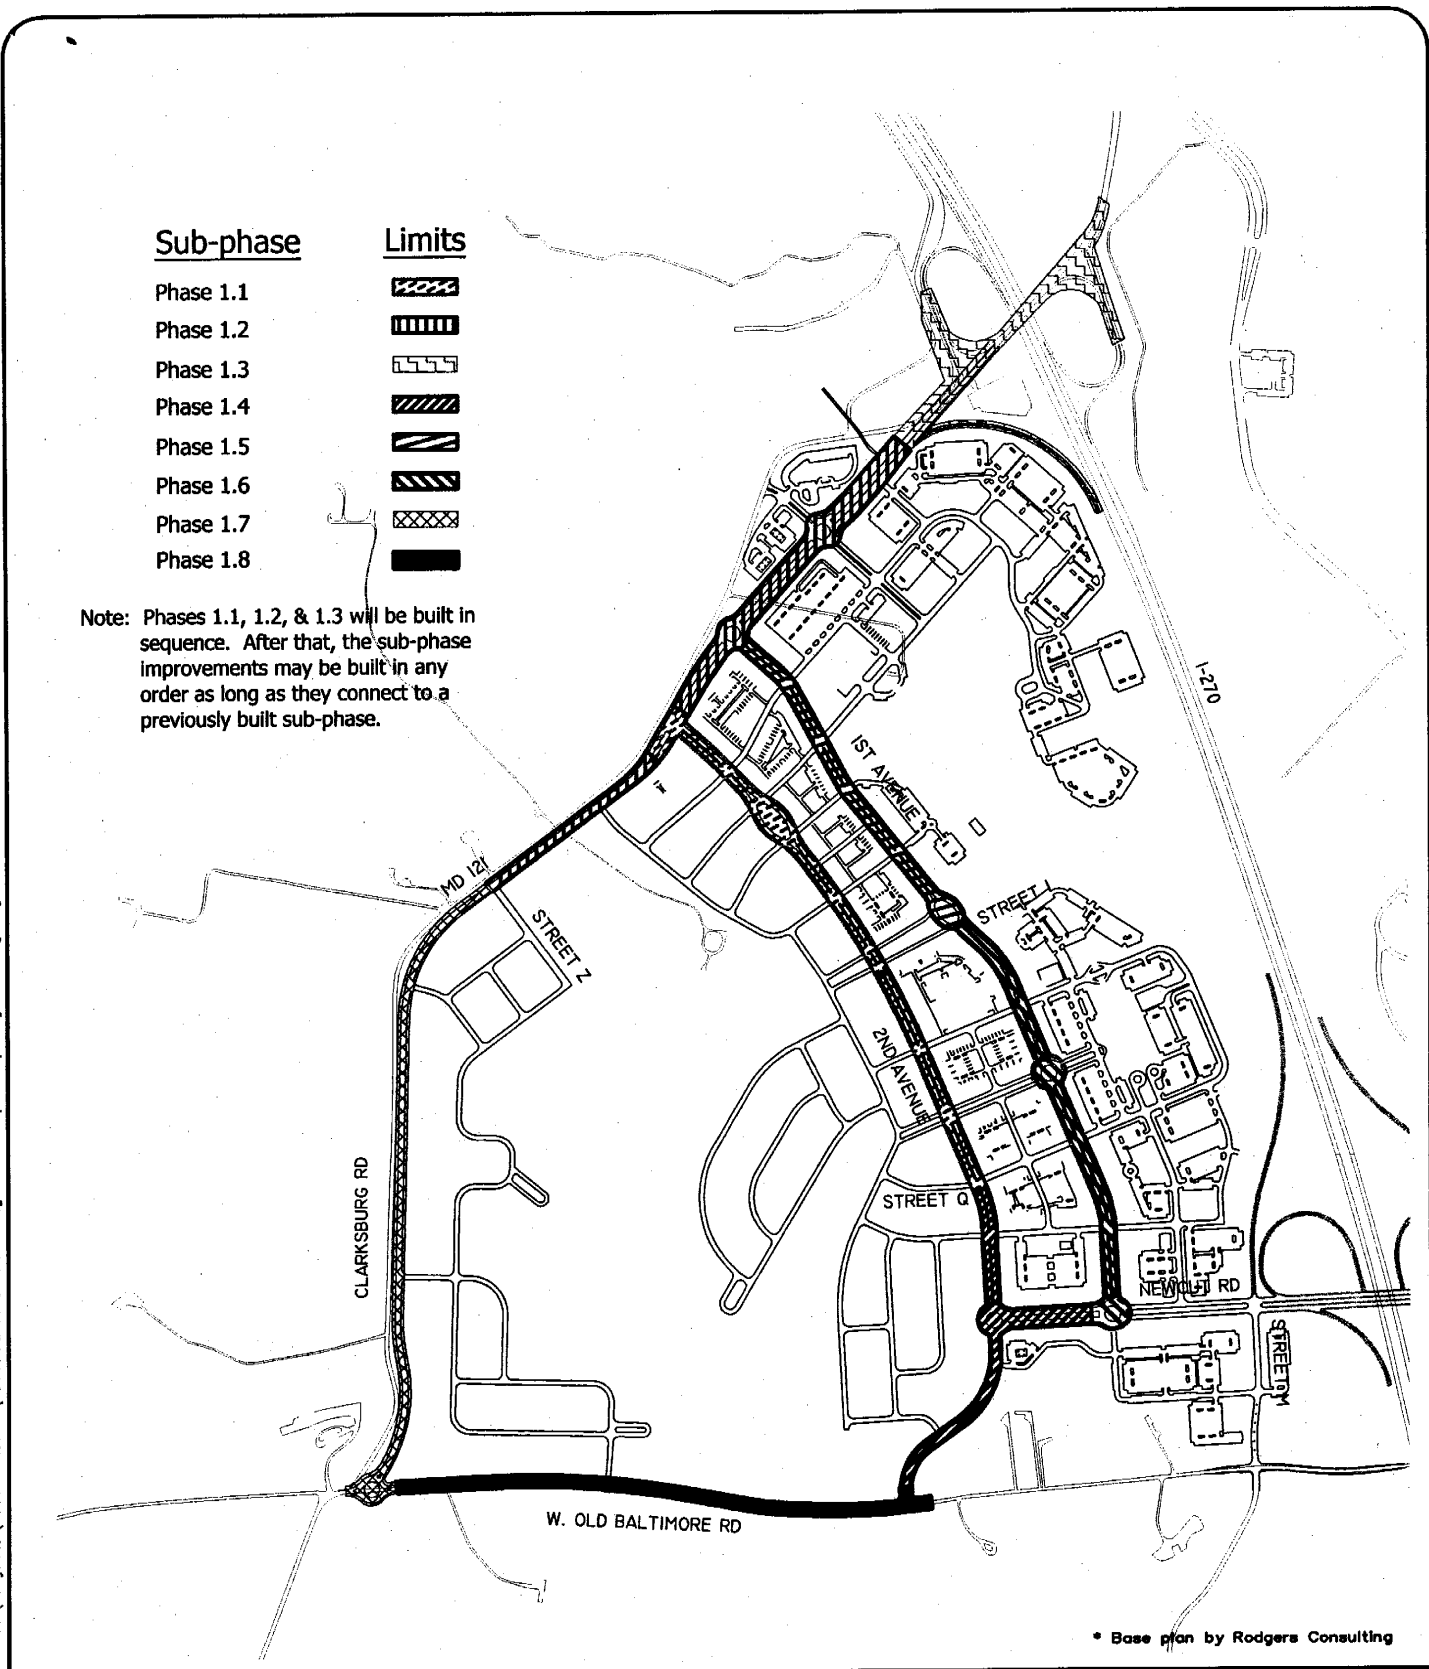 Sub-phase Limits
Phase 1.1
Phase 1.2
Phase 1.3
Phase 1.4
Phase 1.5
Phase 1.6
Phase 1.7
Phase 1.8
Note: Phases 1.1, 1.2, & 1.3 will be built in
sequence. After that, the sub-phase
improvements may be built in any
order as long as they connect to a
previously built sub-phase.
I-270
1ST AVENUE
MD 121
STREET Z
STREET I
2ND AVENUE
CLARKSBURG RD
STREET Q
NEWCUT RD
STREET M
W. OLD BALTIMORE RD
* Base plan by Rodgers Consulting